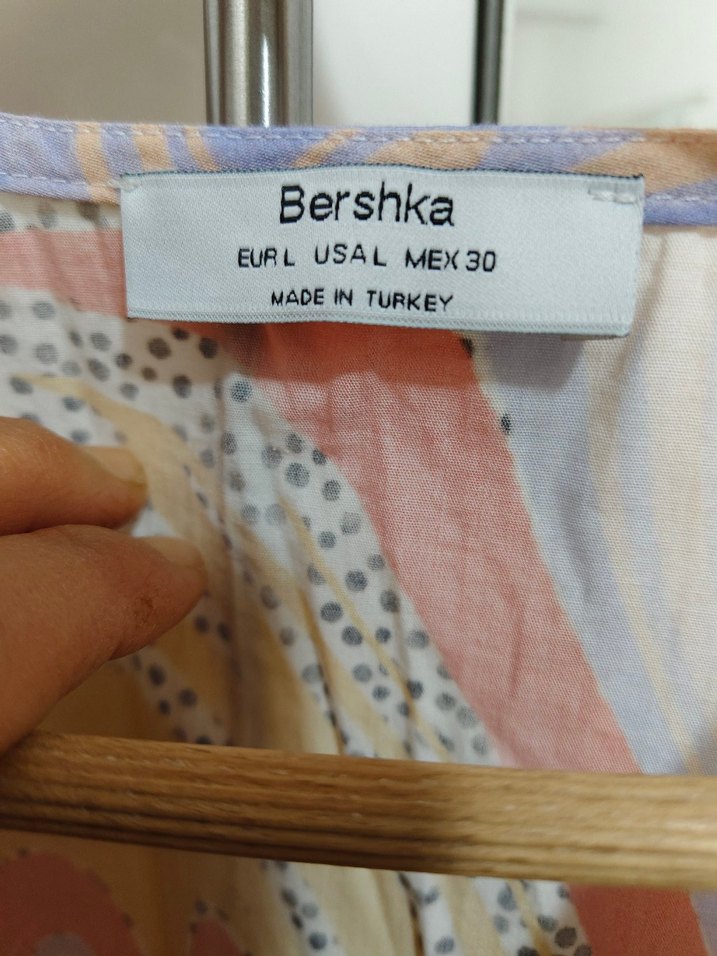 Bershka
EUR L USA L MEX 30
MADE IN TURKEY